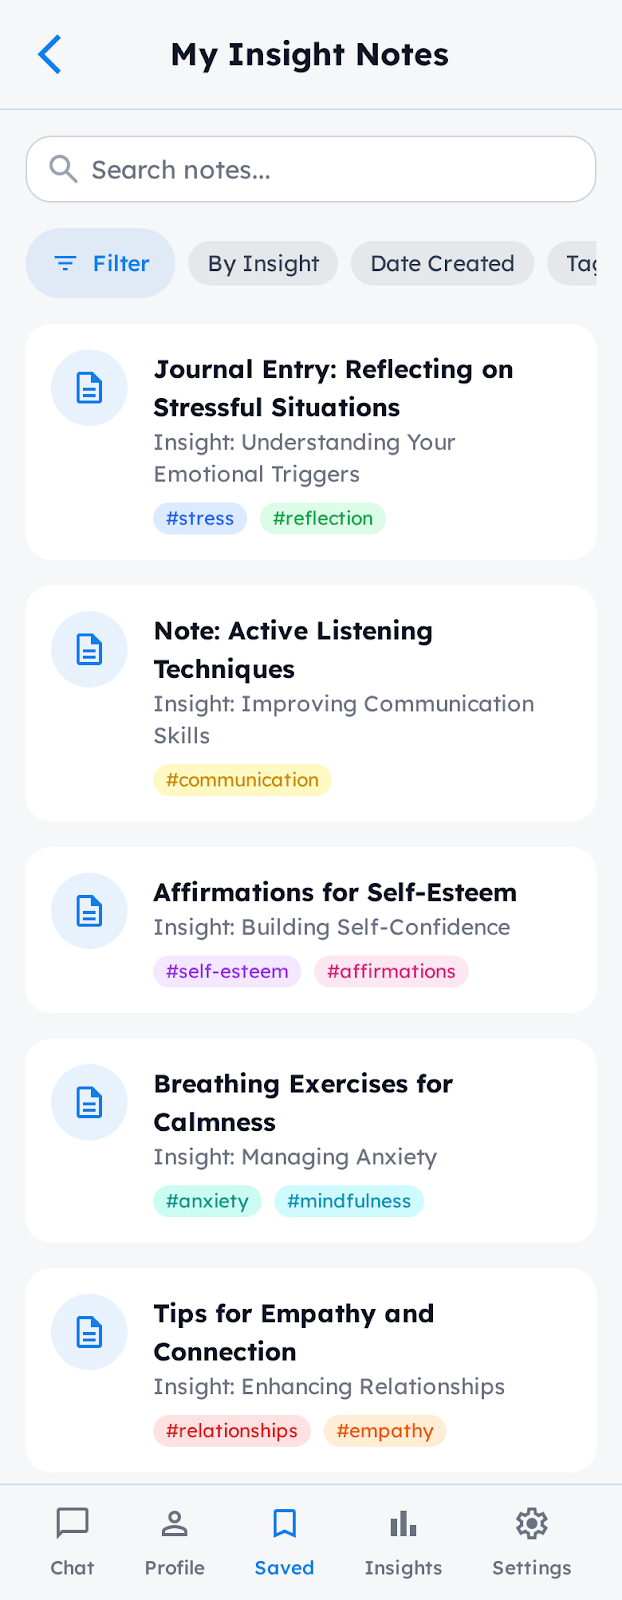 My Insight Notes
Search notes...
Filter
By Insight
Date Created
Journal Entry: Reflecting on
Stressful Situations
Insight: Understanding Your
Emotional Triggers
#stress
#reflection
Note: Active Listening
Techniques
Insight: Improving Communication
Skills
#communication
Affirmations for Self-Esteem
Insight: Building Self-Confidence
#self-esteem
#affirmations
Breathing Exercises for
Calmness
Insight: Managing Anxiety
#anxiety
#mindfulness
Tips for Empathy and
Connection
Insight: Enhancing Relationships
#relationships
#empathy
Chat
Profile
Saved
Insights
Settings